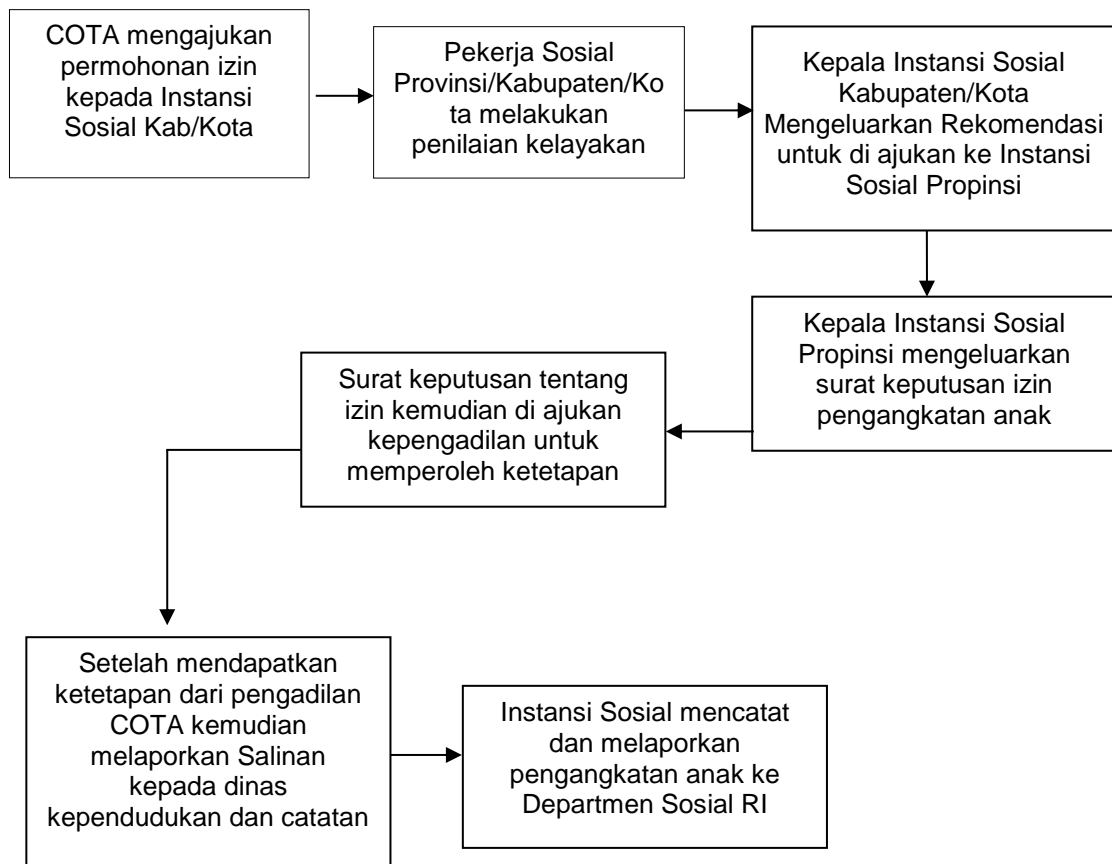 COTA mengajukan
permohonan izin
kepada Instansi
Sosial Kab/Kota
Pekerja Sosial
Provinsi/Kabupaten/Ko
ta melakukan
penilaian kelayakan
Kepala Instansi Sosial
Kabupaten/Kota
Mengeluarkan Rekomendasi
untuk di ajukan ke Instansi
Sosial Propinsi
Kepala Instansi Sosial
Propinsi mengeluarkan
surat keputusan izin
pengangkatan anak
Surat keputusan tentang
izin kemudian di ajukan
kepengadilan untuk
memperoleh ketetapan
Setelah mendapatkan
ketetapan dari pengadilan
COTA kemudian
melaporkan Salinan
kepada dinas
kependudukan dan catatan
Instansi Sosial mencatat
dan melaporkan
pengangkatan anak ke
Departmen Sosial RI